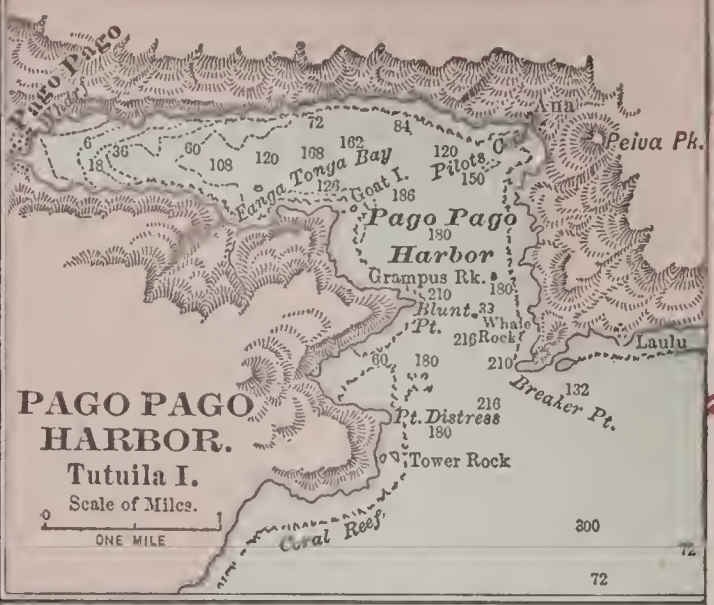 Pago Pago
Wharf
6
18
36
60
108
120
72
168
162
84
120
Ana
Peiva Pk.
Pilots C
150
Fanga Tonga Bay
126
Goat I.
186
Pago Pago
180
Harbor
Grampus Rk.
180
210
Blunt
Pt.
33
Whale
Rock
216
210
Laulu
Breaker Pt.
132
60
180
216
Pt. Distress
180
Tower Rock
Coral Reef
300
72
72
PAGO PAGO
HARBOR.
Tutuila I.
Scale of Miles.
0
1
ONE MILE